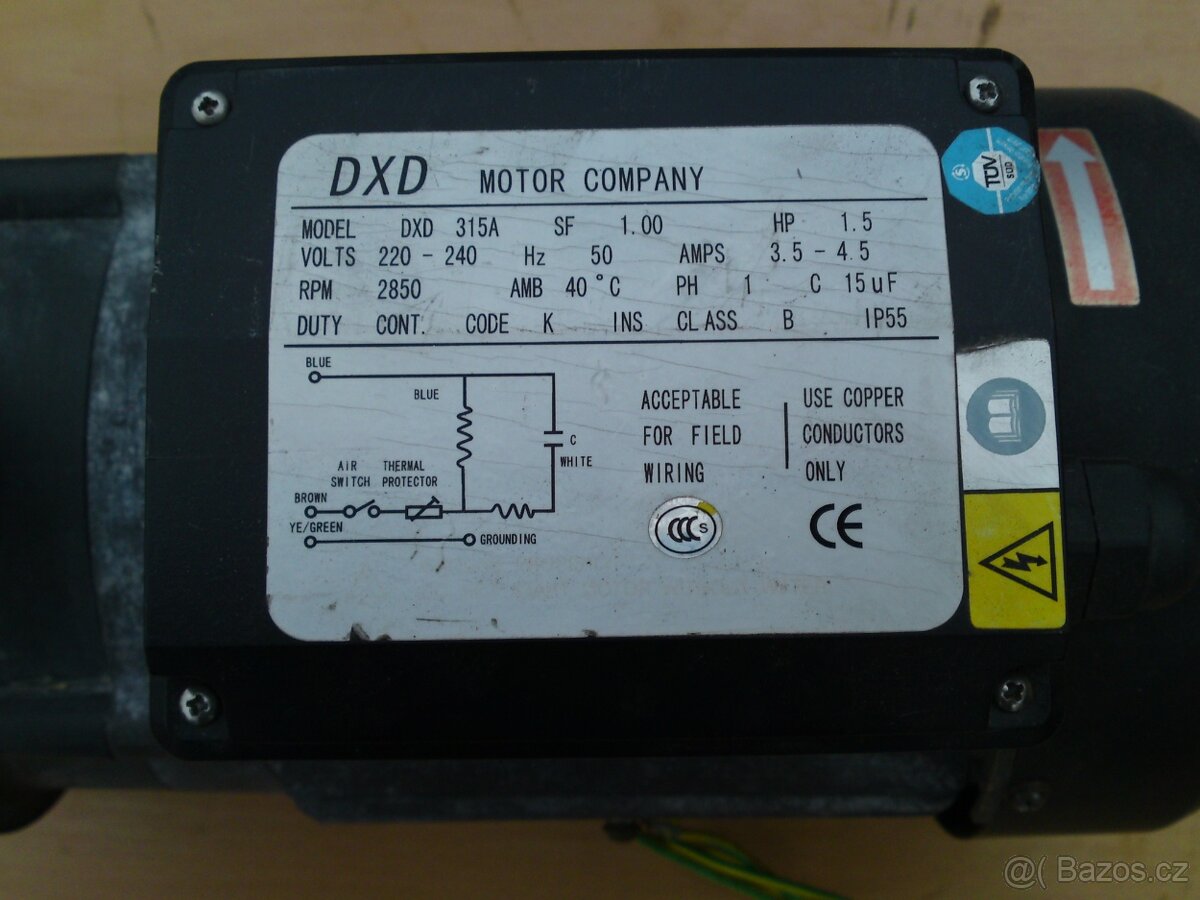 DXD MOTOR COMPANY
MODEL DXD 315A SF 1.00 HP 1.5
VOLTS 220 - 240 Hz 50 AMPS 3.5 - 4.5
RPM 2850 AMB 40°C PH 1 C 15uF
DUTY CONT. CODE K INS CLASS B IP55
BLUE
BLUE
C
WHITE
AIR SWITCH
THERMAL PROTECTOR
BROWN
YE/GREEN
GROUNDING
ACCEPTABLE
FOR FIELD
WIRING
USE COPPER
CONDUCTORS
ONLY
CCC S
CE
TÜV
SÜD
@( Bazos.cz